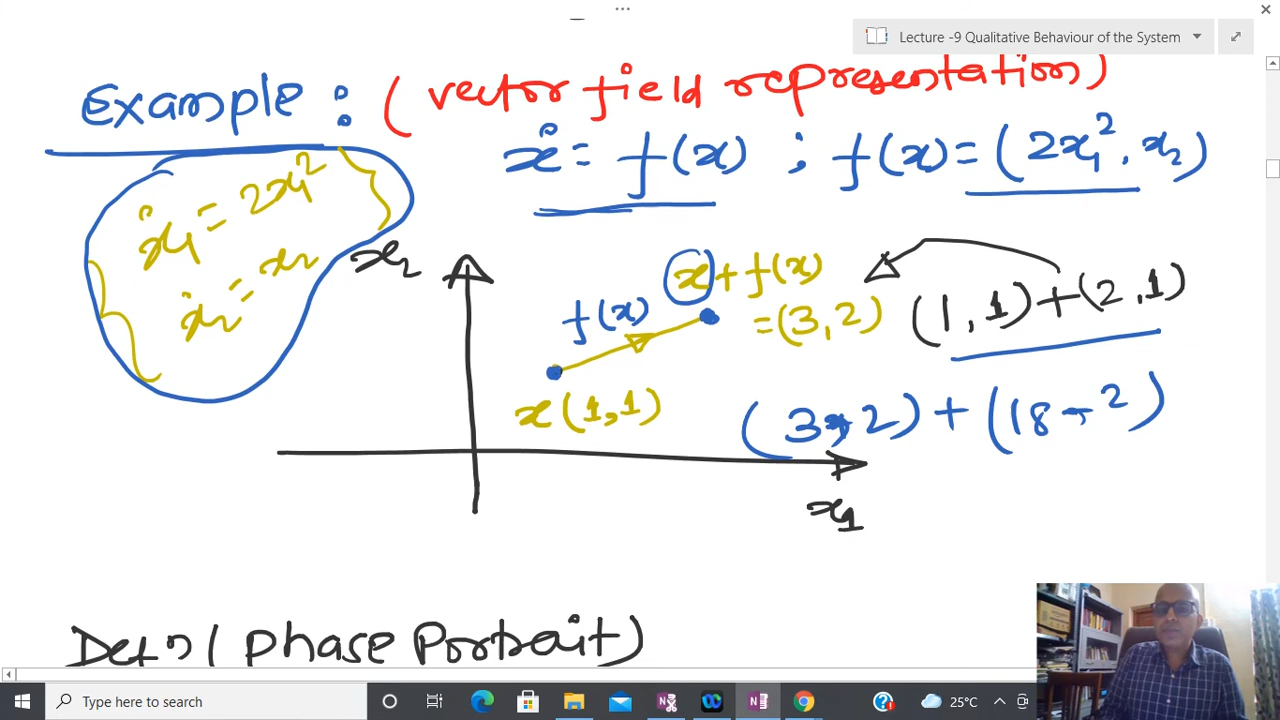 Lecture -9 Qualitative Behaviour of the System
Example : (vector field representation)
ẋ = f(x) ; f(x) = (2x₁², x₂)
ẋ₁ = 2x₁²
ẋ₂ = x₂
x₂
x + f(x)
f(x)
= (3, 2)
(1, 1) + (2, 1)
x(1, 1)
(3, 2) + (18, 2)
x₁
Defn ( Phase Portrait)
Type here to search
25°C